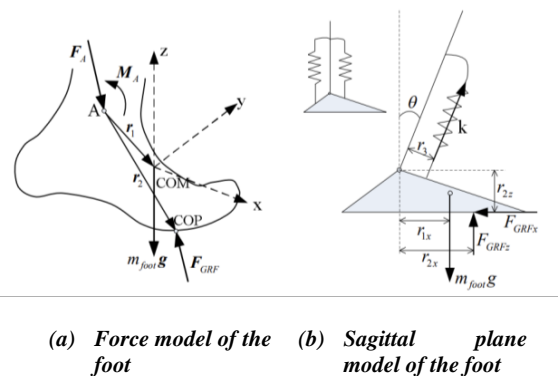 F_A
M_A
z
A
r_1
y
r_2
COM
x
COP
m_foot g
F_GRF
θ
k
r_3
r_2z
r_1x
F_GRFx
r_2x
F_GRFz
m_foot g
(a) Force model of the foot
(b) Sagittal plane model of the foot